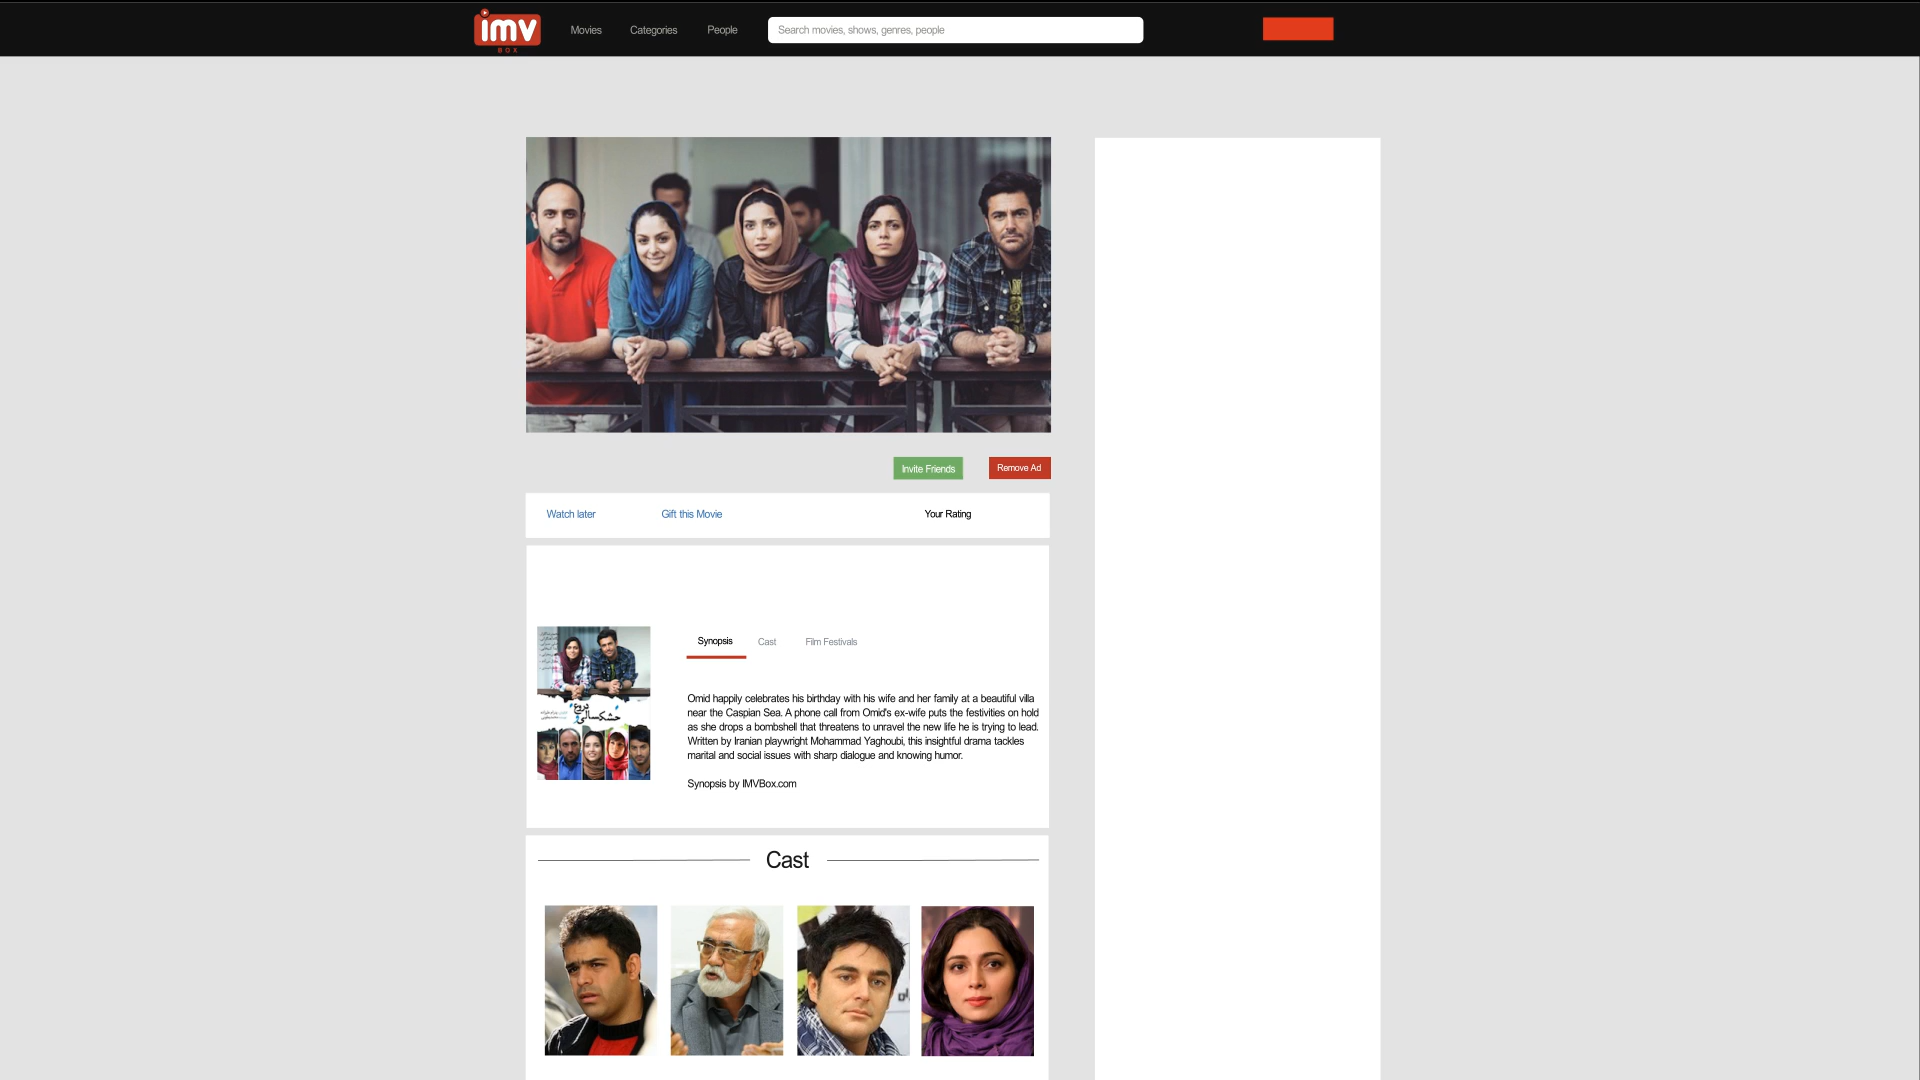 imv
BOX
Movies
Categories
People
Search movies, shows, genres, people
Invite Friends
Remove Ad
Watch later
Gift this Movie
Your Rating
Synopsis
Cast
Film Festivals
Omid happily celebrates his birthday with his wife and her family at a beautiful villa
near the Caspian Sea. A phone call from Omid's ex-wife puts the festivities on hold
as she drops a bombshell that threatens to unravel the new life he is trying to lead.
Written by Iranian playwright Mohammad Yaghoubi, this insightful drama tackles
marital and social issues with sharp dialogue and knowing humor.
Synopsis by IMVBox.com
خشکسالی و دروغ
Cast